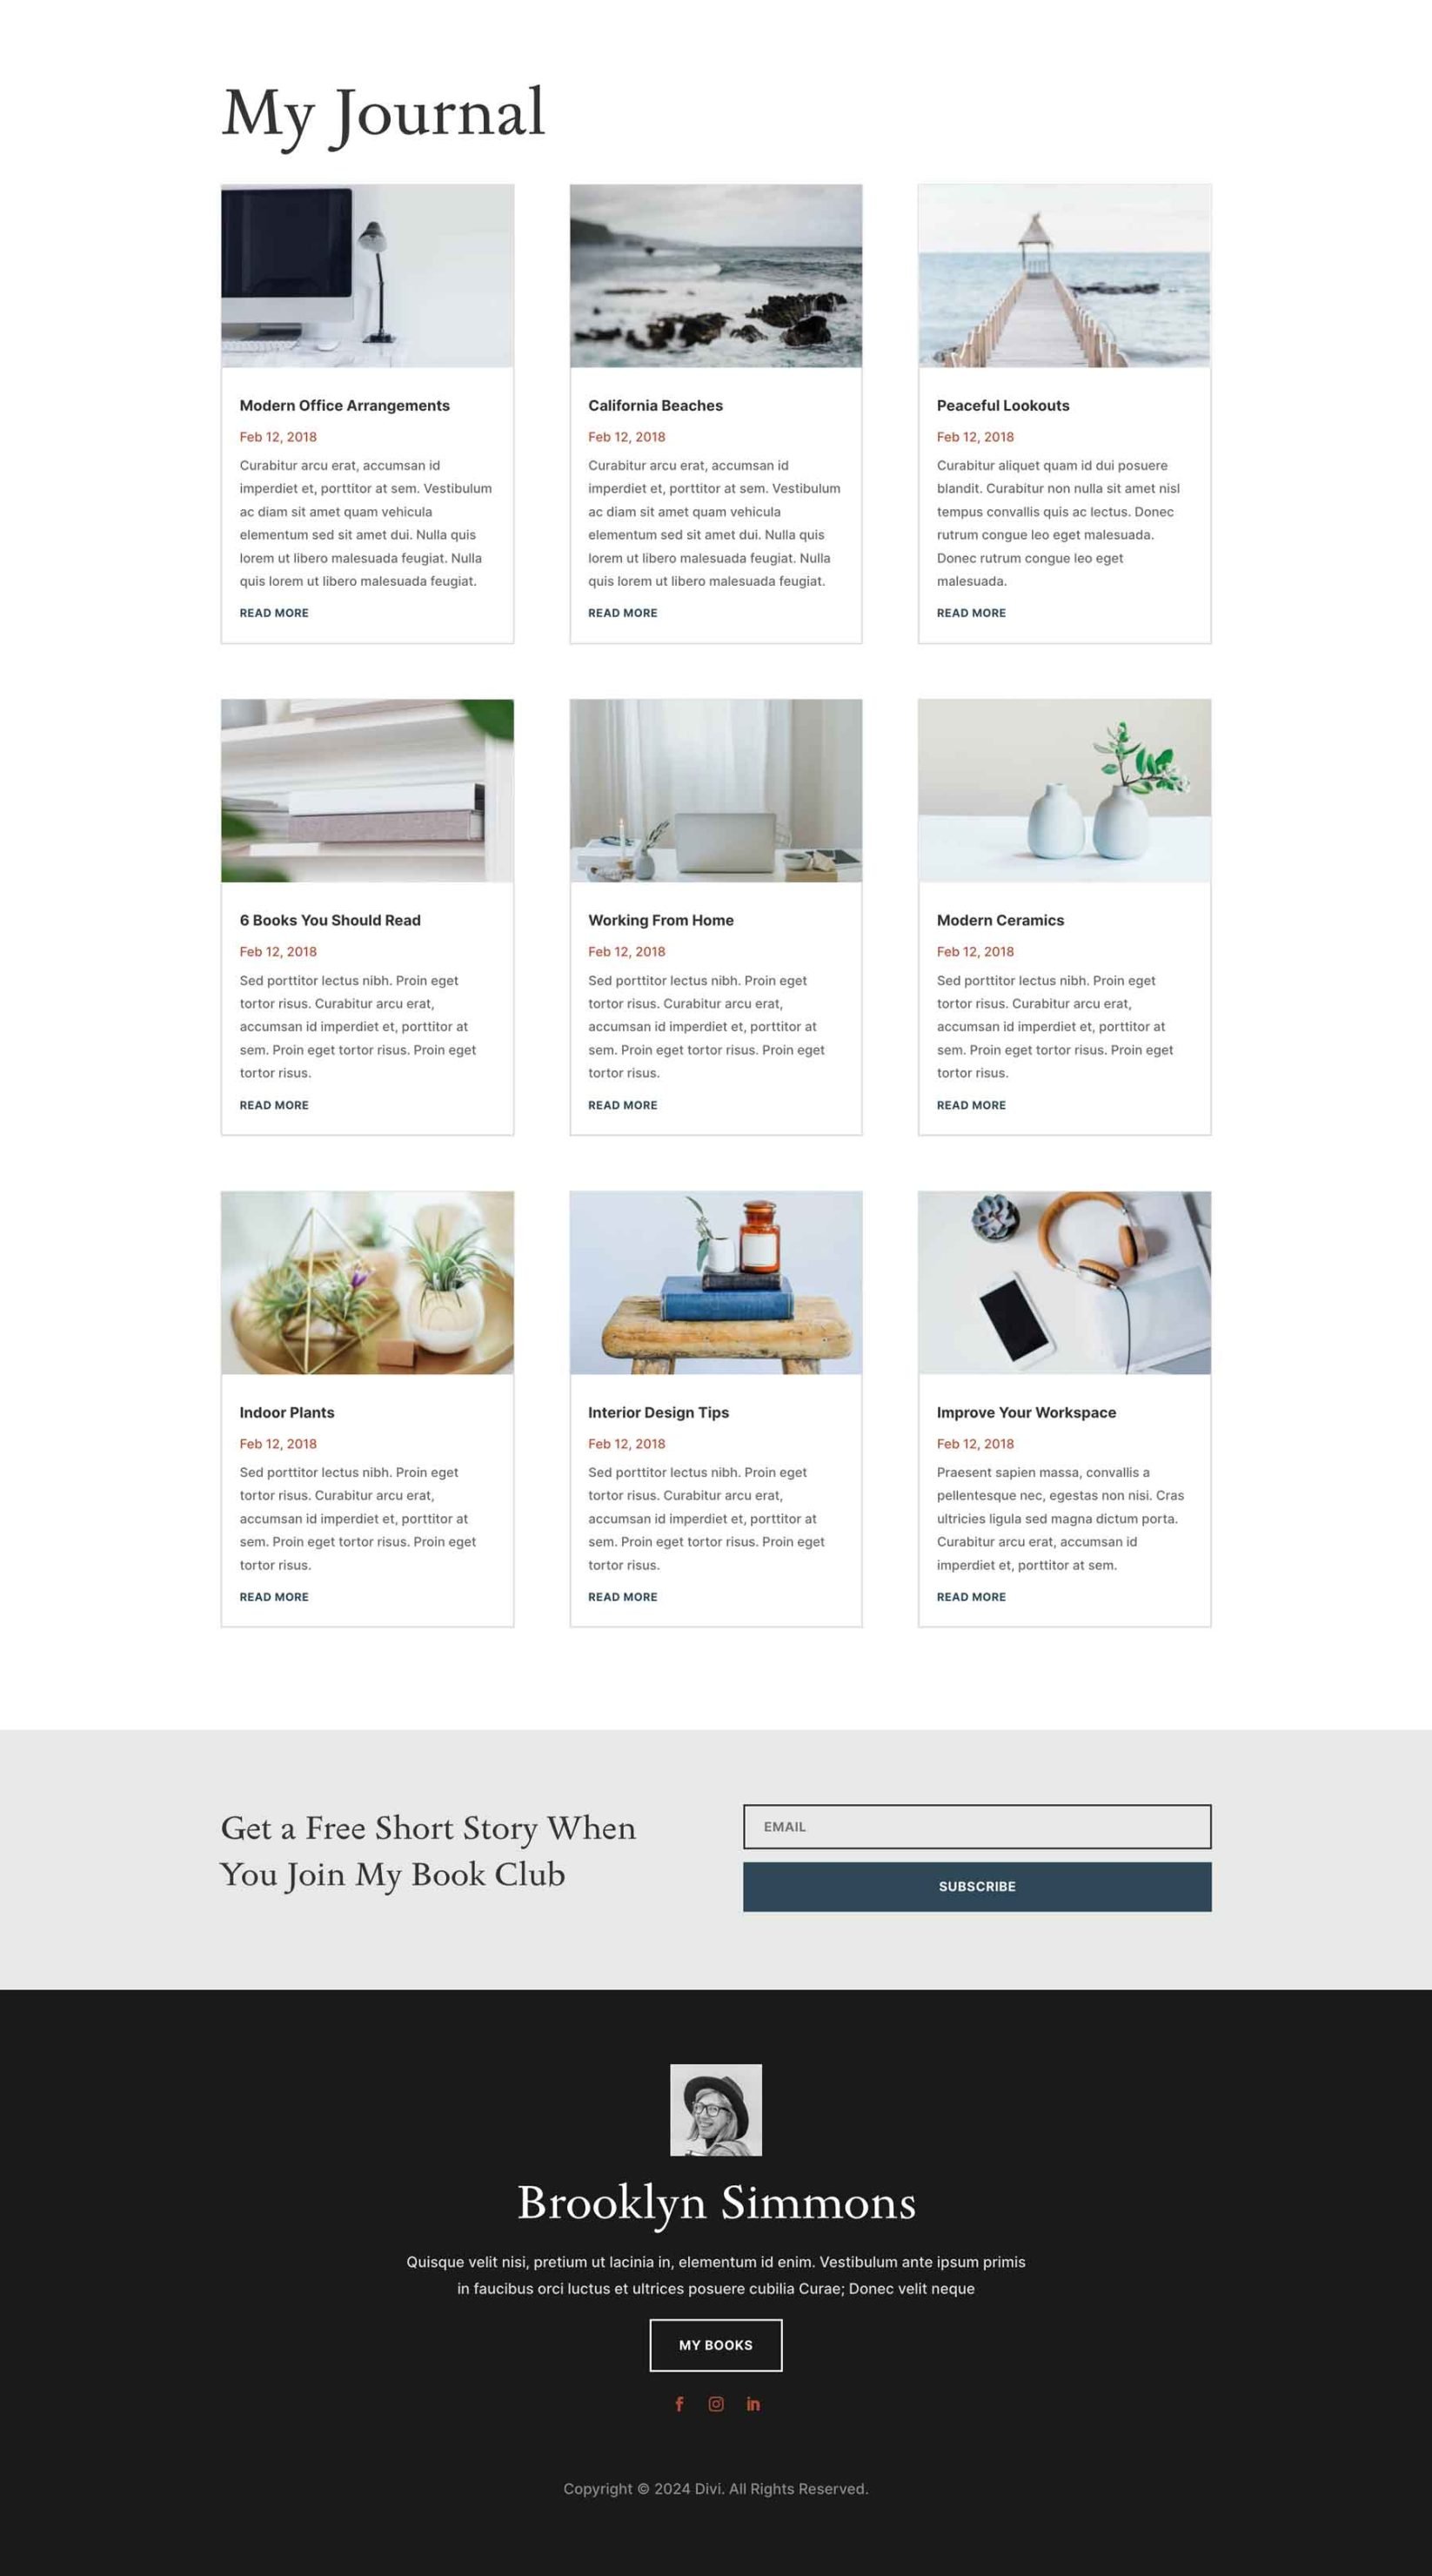 My Journal
Modern Office Arrangements
Feb 12, 2018
Curabitur arcu erat, accumsan id
imperdiet et, porttitor at sem. Vestibulum
ac diam sit amet quam vehicula
elementum sed sit amet dui. Nulla quis
lorem ut libero malesuada feugiat. Nulla
quis lorem ut libero malesuada feugiat.
READ MORE
California Beaches
Feb 12, 2018
Curabitur arcu erat, accumsan id
imperdiet et, porttitor at sem. Vestibulum
ac diam sit amet quam vehicula
elementum sed sit amet dui. Nulla quis
lorem ut libero malesuada feugiat. Nulla
quis lorem ut libero malesuada feugiat.
READ MORE
Peaceful Lookouts
Feb 12, 2018
Curabitur aliquet quam id dui posuere
blandit. Curabitur non nulla sit amet nisl
tempus convallis quis ac lectus. Donec
rutrum congue leo eget malesuada.
Donec rutrum congue leo eget
malesuada.
READ MORE
6 Books You Should Read
Feb 12, 2018
Sed porttitor lectus nibh. Proin eget
tortor risus. Curabitur arcu erat,
accumsan id imperdiet et, porttitor at
sem. Proin eget tortor risus. Proin eget
tortor risus.
READ MORE
Working From Home
Feb 12, 2018
Sed porttitor lectus nibh. Proin eget
tortor risus. Curabitur arcu erat,
accumsan id imperdiet et, porttitor at
sem. Proin eget tortor risus. Proin eget
tortor risus.
READ MORE
Modern Ceramics
Feb 12, 2018
Sed porttitor lectus nibh. Proin eget
tortor risus. Curabitur arcu erat,
accumsan id imperdiet et, porttitor at
sem. Proin eget tortor risus. Proin eget
tortor risus.
READ MORE
Indoor Plants
Feb 12, 2018
Sed porttitor lectus nibh. Proin eget
tortor risus. Curabitur arcu erat,
accumsan id imperdiet et, porttitor at
sem. Proin eget tortor risus. Proin eget
tortor risus.
READ MORE
Interior Design Tips
Feb 12, 2018
Sed porttitor lectus nibh. Proin eget
tortor risus. Curabitur arcu erat,
accumsan id imperdiet et, porttitor at
sem. Proin eget tortor risus. Proin eget
tortor risus.
READ MORE
Improve Your Workspace
Feb 12, 2018
Praesent sapien massa, convallis a
pellentesque nec, egestas non nisi. Cras
ultricies ligula sed magna dictum porta.
Curabitur arcu erat, accumsan id
imperdiet et, porttitor at sem.
READ MORE
Get a Free Short Story When
You Join My Book Club
EMAIL
SUBSCRIBE
Brooklyn Simmons
Quisque velit nisi, pretium ut lacinia in, elementum id enim. Vestibulum ante ipsum primis
in faucibus orci luctus et ultrices posuere cubilia Curae; Donec velit neque
MY BOOKS
Copyright © 2024 Divi. All Rights Reserved.